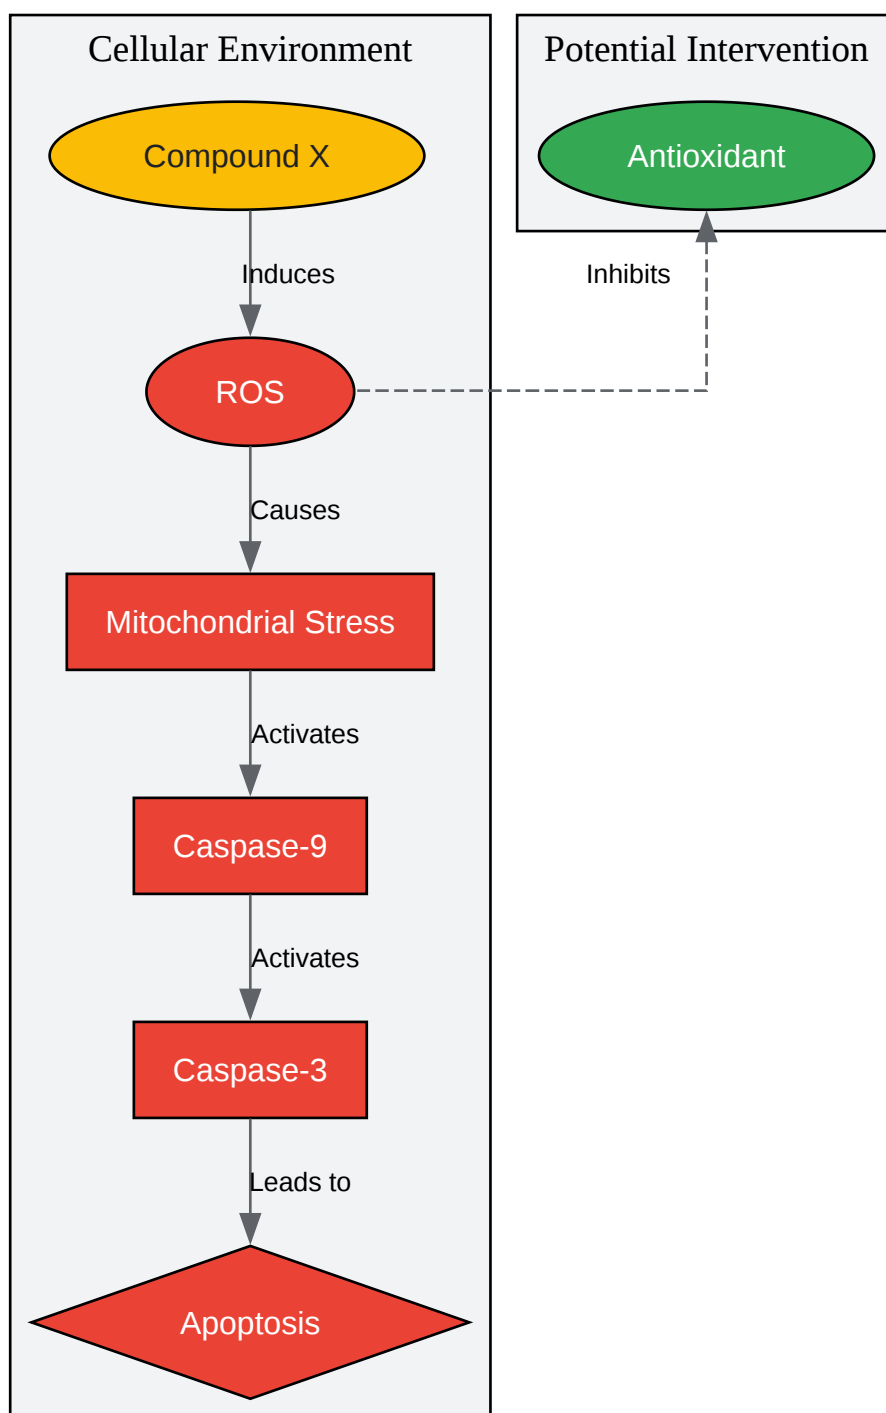 Cellular Environment
Potential Intervention
Compound X
Antioxidant
Induces
Inhibits
ROS
Causes
Mitochondrial Stress
Activates
Caspase-9
Activates
Caspase-3
Leads to
Apoptosis